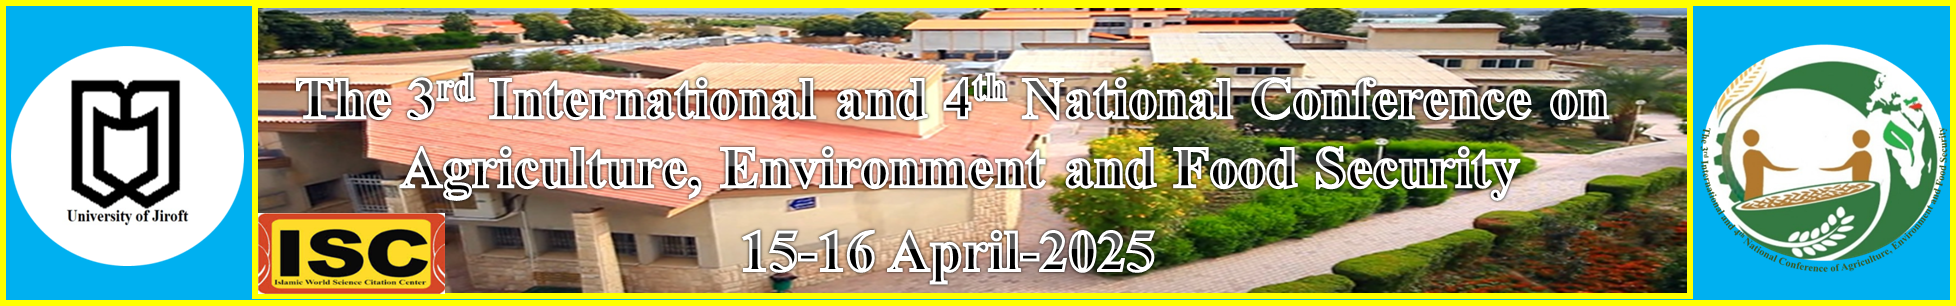 University of Jiroft
The 3rd International and 4th National Conference on
Agriculture, Environment and Food Security
15-16 April-2025
ISC
Islamic World Science Citation Center
The 3rd International and 4th National Conference of Agriculture, Environment and Food Security